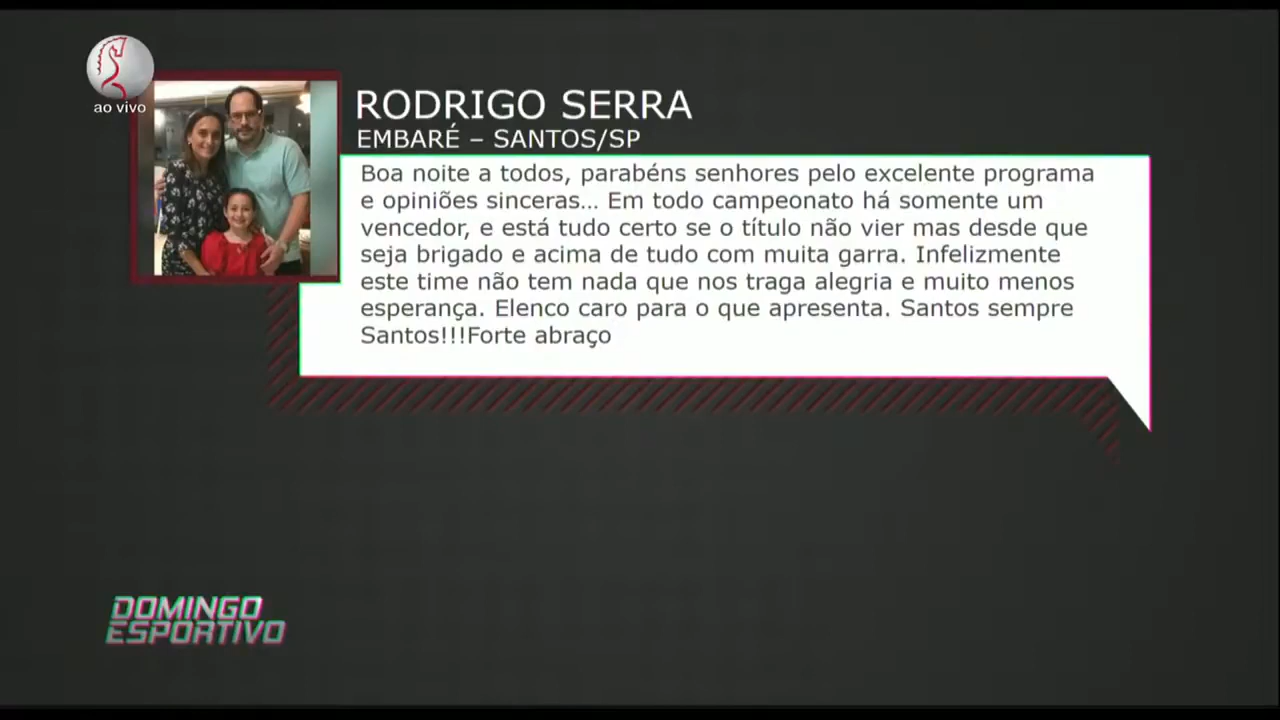 ao vivo
RODRIGO SERRA
EMBARÉ – SANTOS/SP
Boa noite a todos, parabéns senhores pelo excelente programa
e opiniões sinceras... Em todo campeonato há somente um
vencedor, e está tudo certo se o título não vier mas desde que
seja brigado e acima de tudo com muita garra. Infelizmente
este time não tem nada que nos traga alegria e muito menos
esperança. Elenco caro para o que apresenta. Santos sempre
Santos!!!Forte abraço
DOMINGO
ESPORTIVO